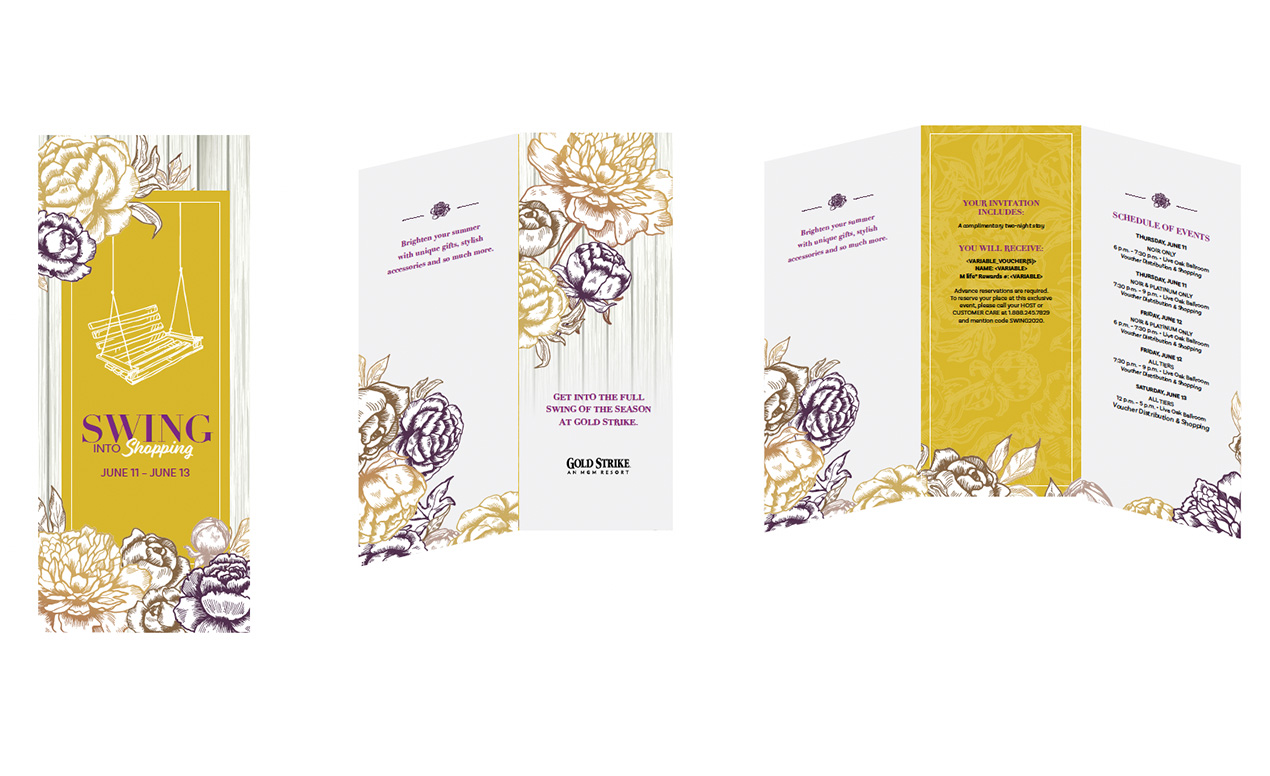 SWING
INTO Shopping
JUNE 11 – JUNE 13
Brighten your summer
with unique gifts, stylish
accessories and so much more.
GET INTO THE FULL
SWING OF THE SEASON
AT GOLD STRIKE.
GOLD STRIKE
AN MGM RESORT
Brighten your summer
with unique gifts, stylish
accessories and so much more.
YOUR INVITATION
INCLUDES:
A complimentary two-night stay
YOU WILL RECEIVE:
<VARIABLE_VOUCHER(S)>
NAME: <VARIABLE>
M life® Rewards #: <VARIABLE>
Advance reservations are required.
To reserve your place at this exclusive
event, please call your HOST or
CUSTOMER CARE at 1.888.245.7829
and mention code SWING2020.
SCHEDULE OF EVENTS
THURSDAY, JUNE 11
NOIR ONLY
6 p.m. - 7:30 p.m. • Live Oak Ballroom
Voucher Distribution & Shopping
THURSDAY, JUNE 11
NOIR & PLATINUM ONLY
7:30 p.m. - 9 p.m. • Live Oak Ballroom
Voucher Distribution & Shopping
FRIDAY, JUNE 12
NOIR & PLATINUM ONLY
6 p.m. - 7:30 p.m. • Live Oak Ballroom
Voucher Distribution & Shopping
FRIDAY, JUNE 12
ALL TIERS
7:30 p.m. - 9 p.m. • Live Oak Ballroom
Voucher Distribution & Shopping
SATURDAY, JUNE 13
ALL TIERS
12 p.m. - 5 p.m. • Live Oak Ballroom
Voucher Distribution & Shopping